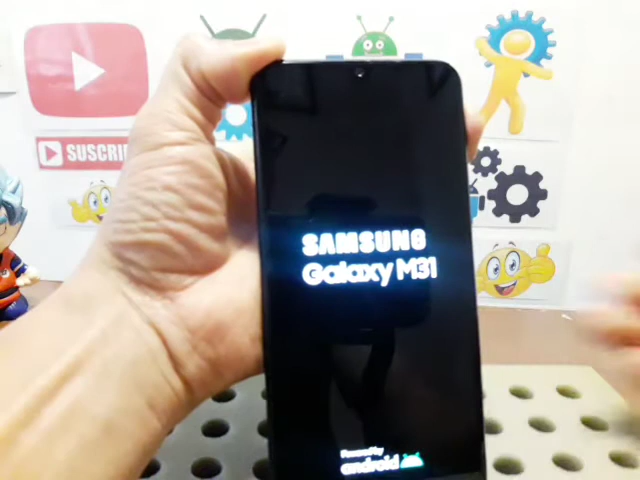 SUSCRI
SAMSUNG
Galaxy M31
Powered by
android